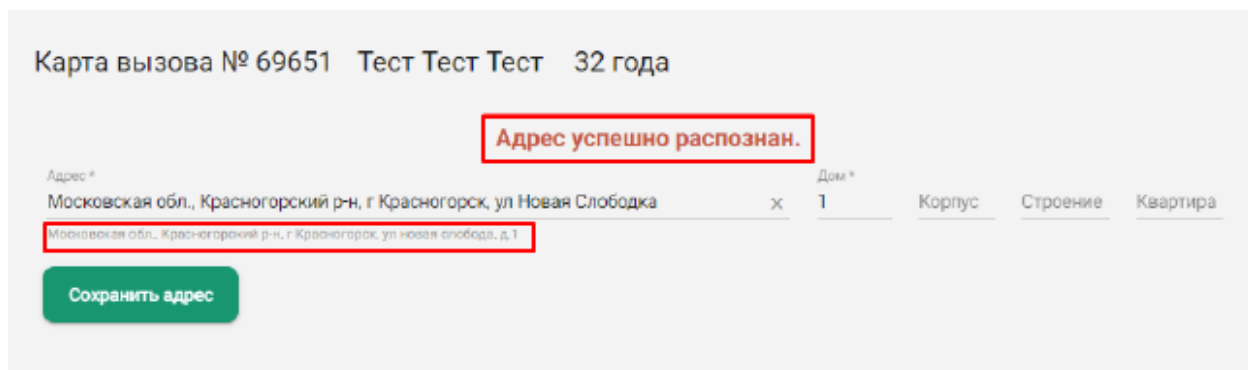 Карта вызова № 69651 Тест Тест Тест 32 года
Адрес успешно распознан.
Адрес * Дом *
Московская обл., Красногорский р-н, г Красногорск, ул Новая Слободка × 1 Корпус Строение Квартира
Московская обл., Красногорский р-н, г Красногорск, ул новая слобода, д 1
Сохранить адрес